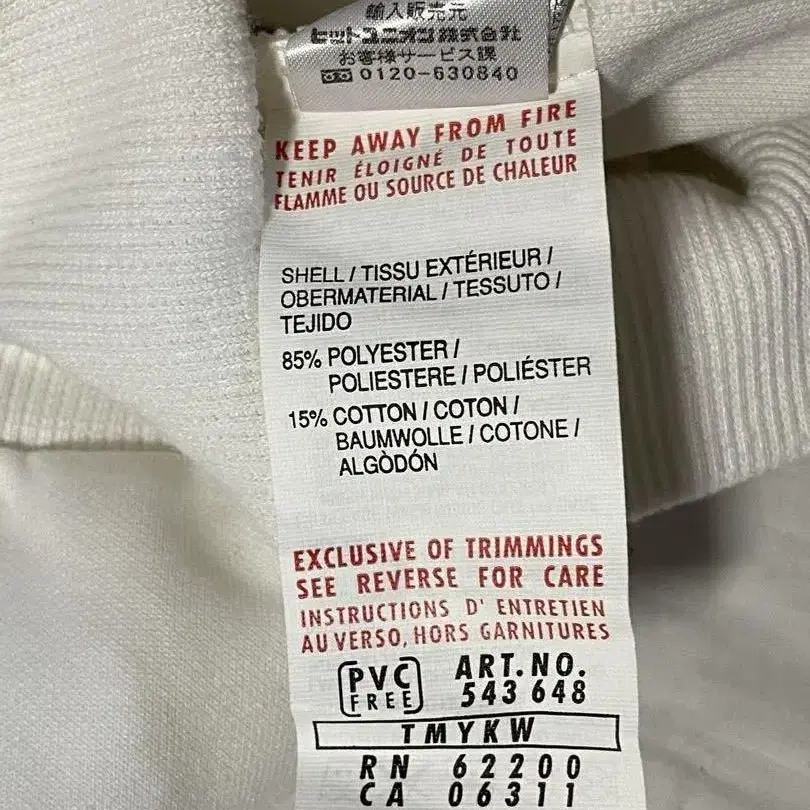 輸入販売元
ヒットユニオン株式会社
お客様サービス課
0120-630840
KEEP AWAY FROM FIRE
TENIR ÉLOIGNÉ DE TOUTE
FLAMME OU SOURCE DE CHALEUR
SHELL / TISSU EXTÉRIEUR /
OBERMATERIAL / TESSUTO /
TEJIDO
85% POLYESTER /
POLIESTERE / POLIÉSTER
15% COTTON / COTON /
BAUMWOLLE / COTONE /
ALGÒDÓN
EXCLUSIVE OF TRIMMINGS
SEE REVERSE FOR CARE
INSTRUCTIONS D' ENTRETIEN
AU VERSO, HORS GARNITURES
PVC
FREE
ART.NO.
543 648
TMYKW
RN 62200
CA 06311